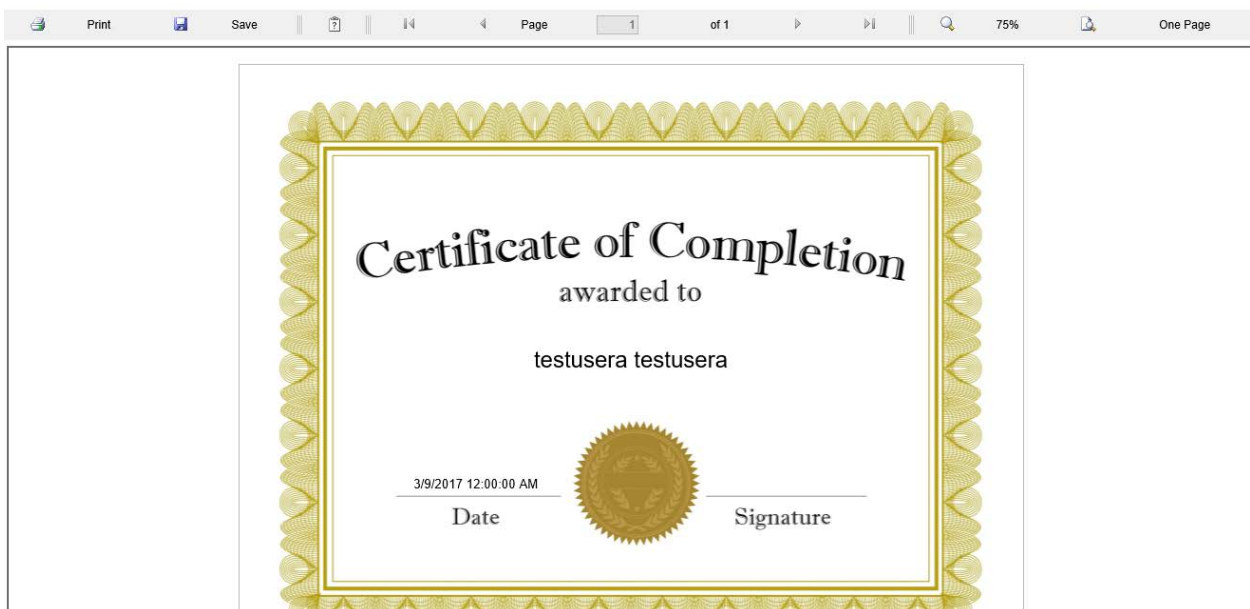 Print Save ? Page 1 of 1 75% One Page
Certificate of Completion
awarded to
testusera testusera
3/9/2017 12:00:00 AM
Date Signature